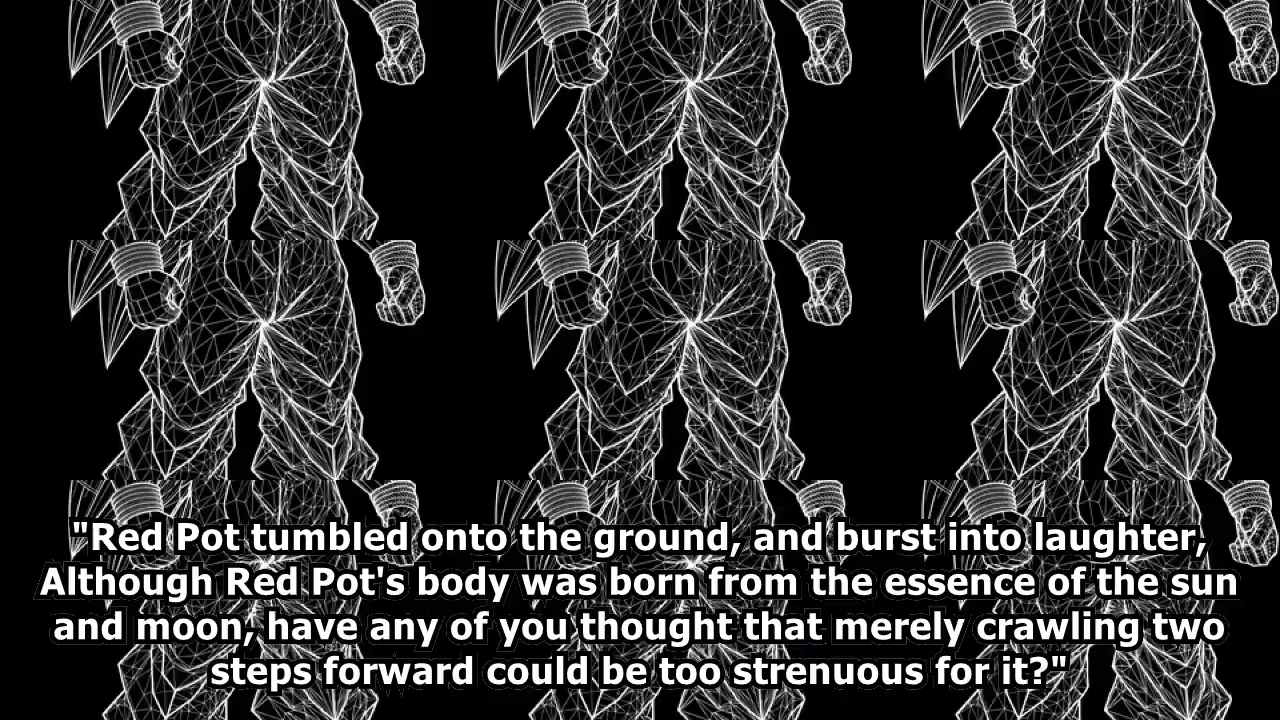 "Red Pot tumbled onto the ground, and burst into laughter,
Although Red Pot's body was born from the essence of the sun
and moon, have any of you thought that merely crawling two
steps forward could be too strenuous for it?"